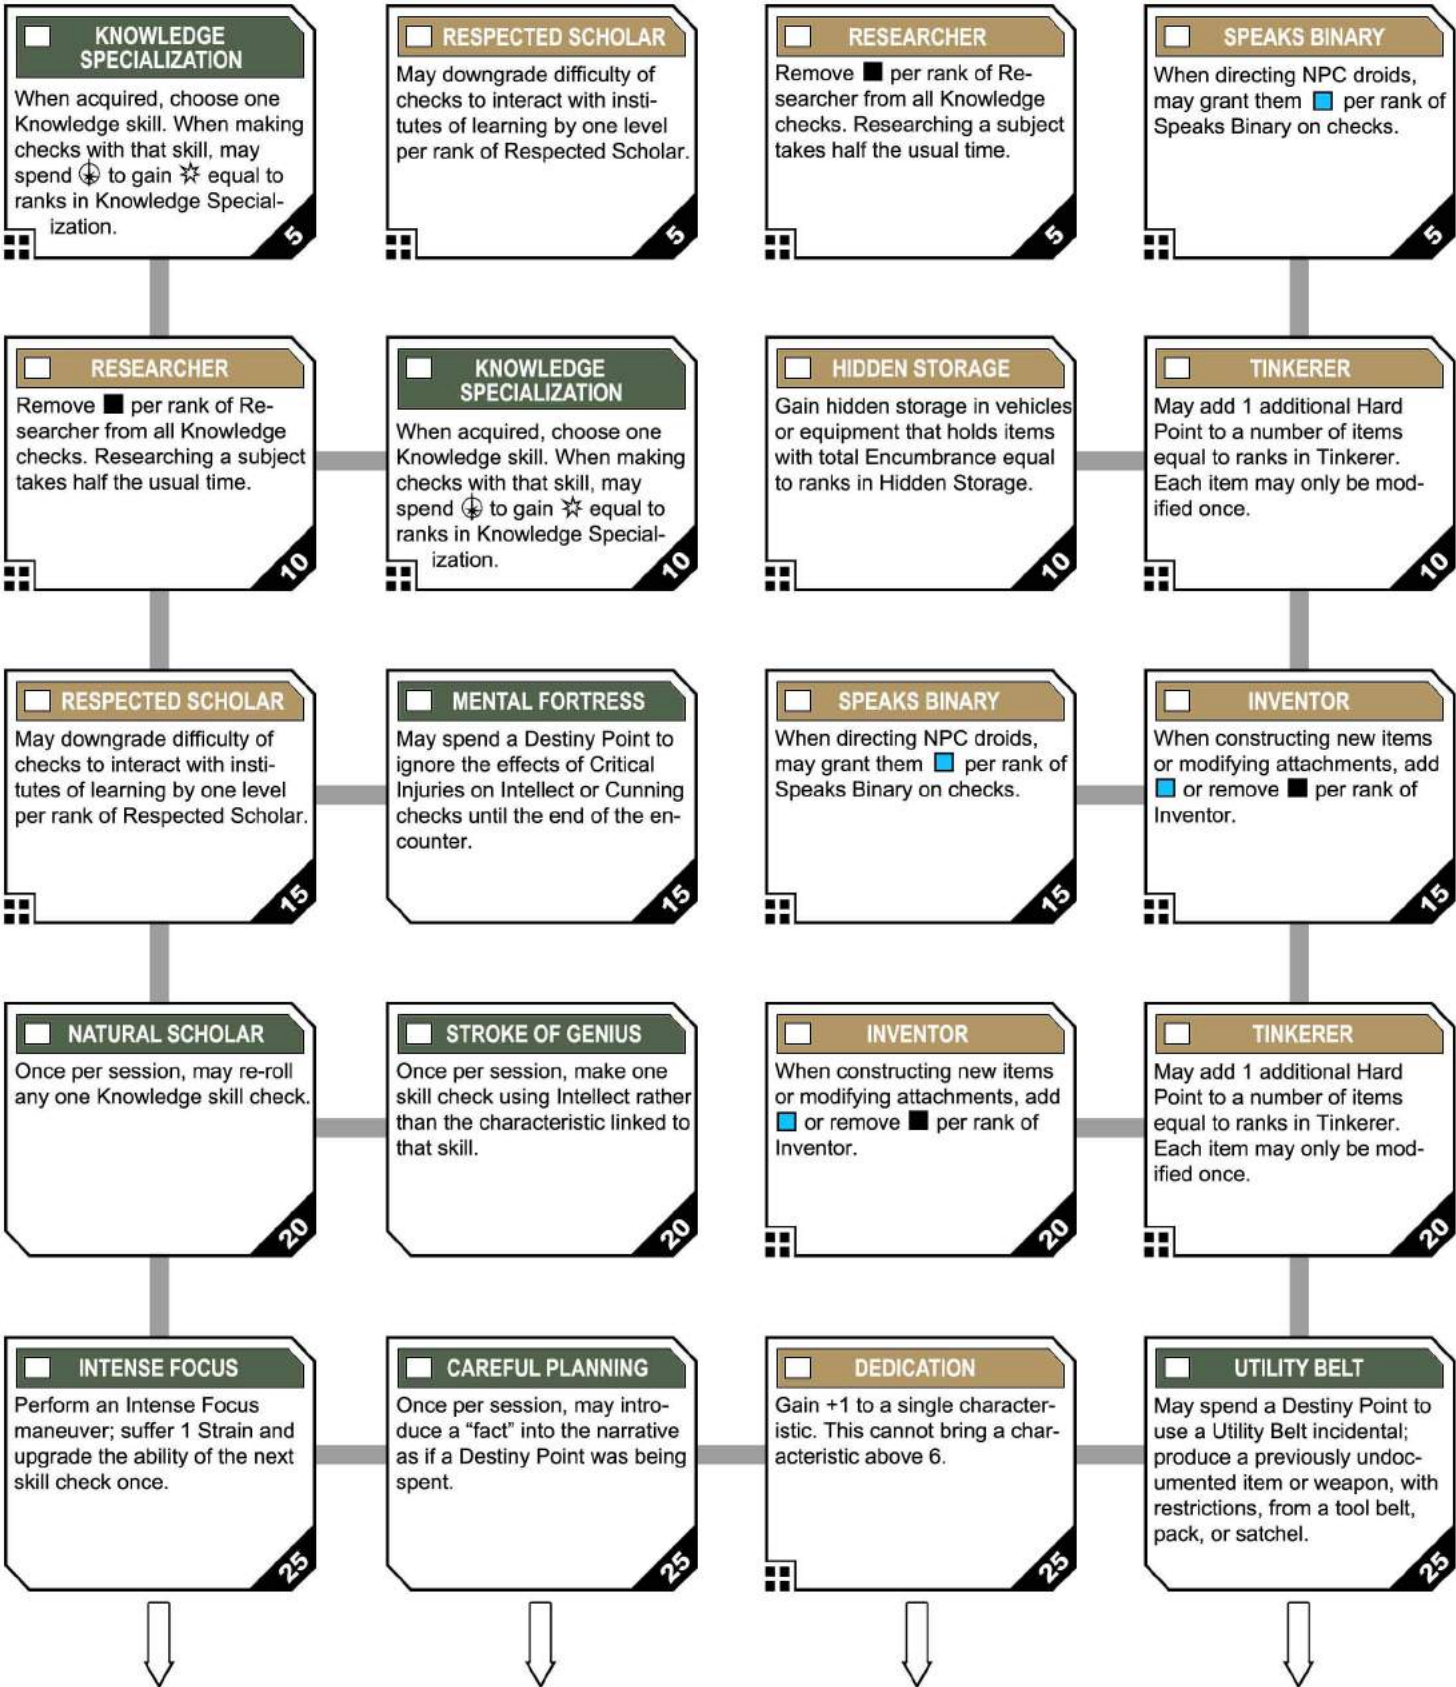 KNOWLEDGE
SPECIALIZATION
When acquired, choose one
Knowledge skill. When making
checks with that skill, may
spend to gain equal to
ranks in Knowledge Special-
ization.
5
RESPECTED SCHOLAR
May downgrade difficulty of
checks to interact with insti-
tutes of learning by one level
per rank of Respected Scholar.
5
RESEARCHER
Remove per rank of Re-
searcher from all Knowledge
checks. Researching a subject
takes half the usual time.
5
SPEAKS BINARY
When directing NPC droids,
may grant them per rank of
Speaks Binary on checks.
5
RESEARCHER
Remove per rank of Re-
searcher from all Knowledge
checks. Researching a subject
takes half the usual time.
10
KNOWLEDGE
SPECIALIZATION
When acquired, choose one
Knowledge skill. When making
checks with that skill, may
spend to gain equal to
ranks in Knowledge Special-
ization.
10
HIDDEN STORAGE
Gain hidden storage in vehicles
or equipment that holds items
with total Encumbrance equal
to ranks in Hidden Storage.
10
TINKERER
May add 1 additional Hard
Point to a number of items
equal to ranks in Tinkerer.
Each item may only be mod-
ified once.
10
RESPECTED SCHOLAR
May downgrade difficulty of
checks to interact with insti-
tutes of learning by one level
per rank of Respected Scholar.
15
MENTAL FORTRESS
May spend a Destiny Point to
ignore the effects of Critical
Injuries on Intellect or Cunning
checks until the end of the en-
counter.
15
SPEAKS BINARY
When directing NPC droids,
may grant them per rank of
Speaks Binary on checks.
15
INVENTOR
When constructing new items
or modifying attachments, add
or remove per rank of
Inventor.
15
NATURAL SCHOLAR
Once per session, may re-roll
any one Knowledge skill check.
20
STROKE OF GENIUS
Once per session, make one
skill check using Intellect rather
than the characteristic linked to
that skill.
20
INVENTOR
When constructing new items
or modifying attachments, add
or remove per rank of
Inventor.
20
TINKERER
May add 1 additional Hard
Point to a number of items
equal to ranks in Tinkerer.
Each item may only be mod-
ified once.
20
INTENSE FOCUS
Perform an Intense Focus
maneuver; suffer 1 Strain and
upgrade the ability of the next
skill check once.
25
CAREFUL PLANNING
Once per session, may intro-
duce a “fact” into the narrative
as if a Destiny Point was being
spent.
25
DEDICATION
Gain +1 to a single character-
istic. This cannot bring a char-
acteristic above 6.
25
UTILITY BELT
May spend a Destiny Point to
use a Utility Belt incidental;
produce a previously undoc-
umented item or weapon, with
restrictions, from a tool belt,
pack, or satchel.
25